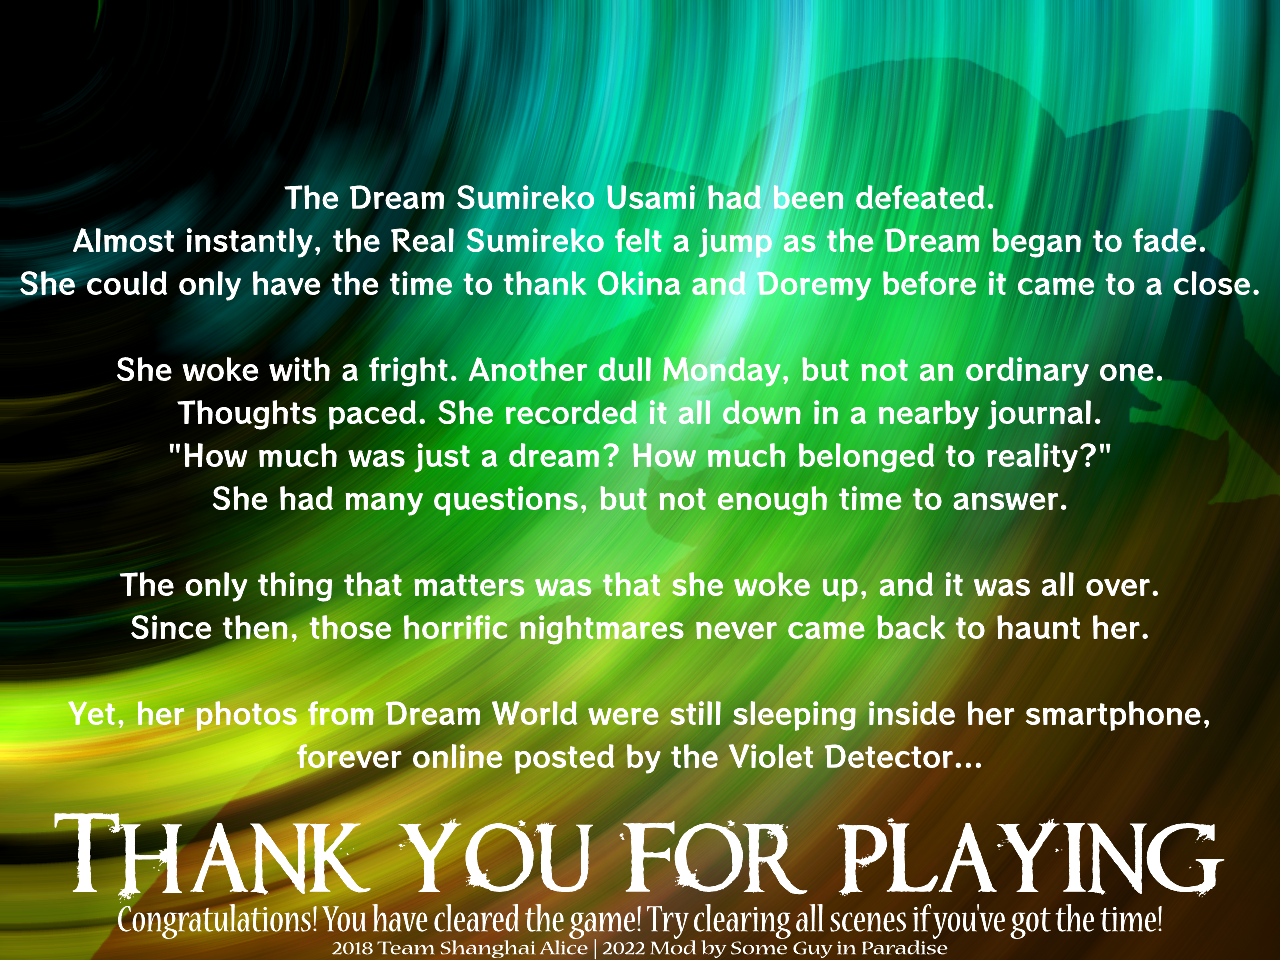 The Dream Sumireko Usami had been defeated.
Almost instantly, the Real Sumireko felt a jump as the Dream began to fade.
She could only have the time to thank Okina and Doremy before it came to a close.
She woke with a fright. Another dull Monday, but not an ordinary one.
Thoughts paced. She recorded it all down in a nearby journal.
"How much was just a dream? How much belonged to reality?"
She had many questions, but not enough time to answer.
The only thing that matters was that she woke up, and it was all over.
Since then, those horrific nightmares never came back to haunt her.
Yet, her photos from Dream World were still sleeping inside her smartphone,
forever online posted by the Violet Detector...
THANK YOU FOR PLAYING
Congratulations! You have cleared the game! Try clearing all scenes if you've got the time!
2018 Team Shanghai Alice | 2022 Mod by Some Guy in Paradise